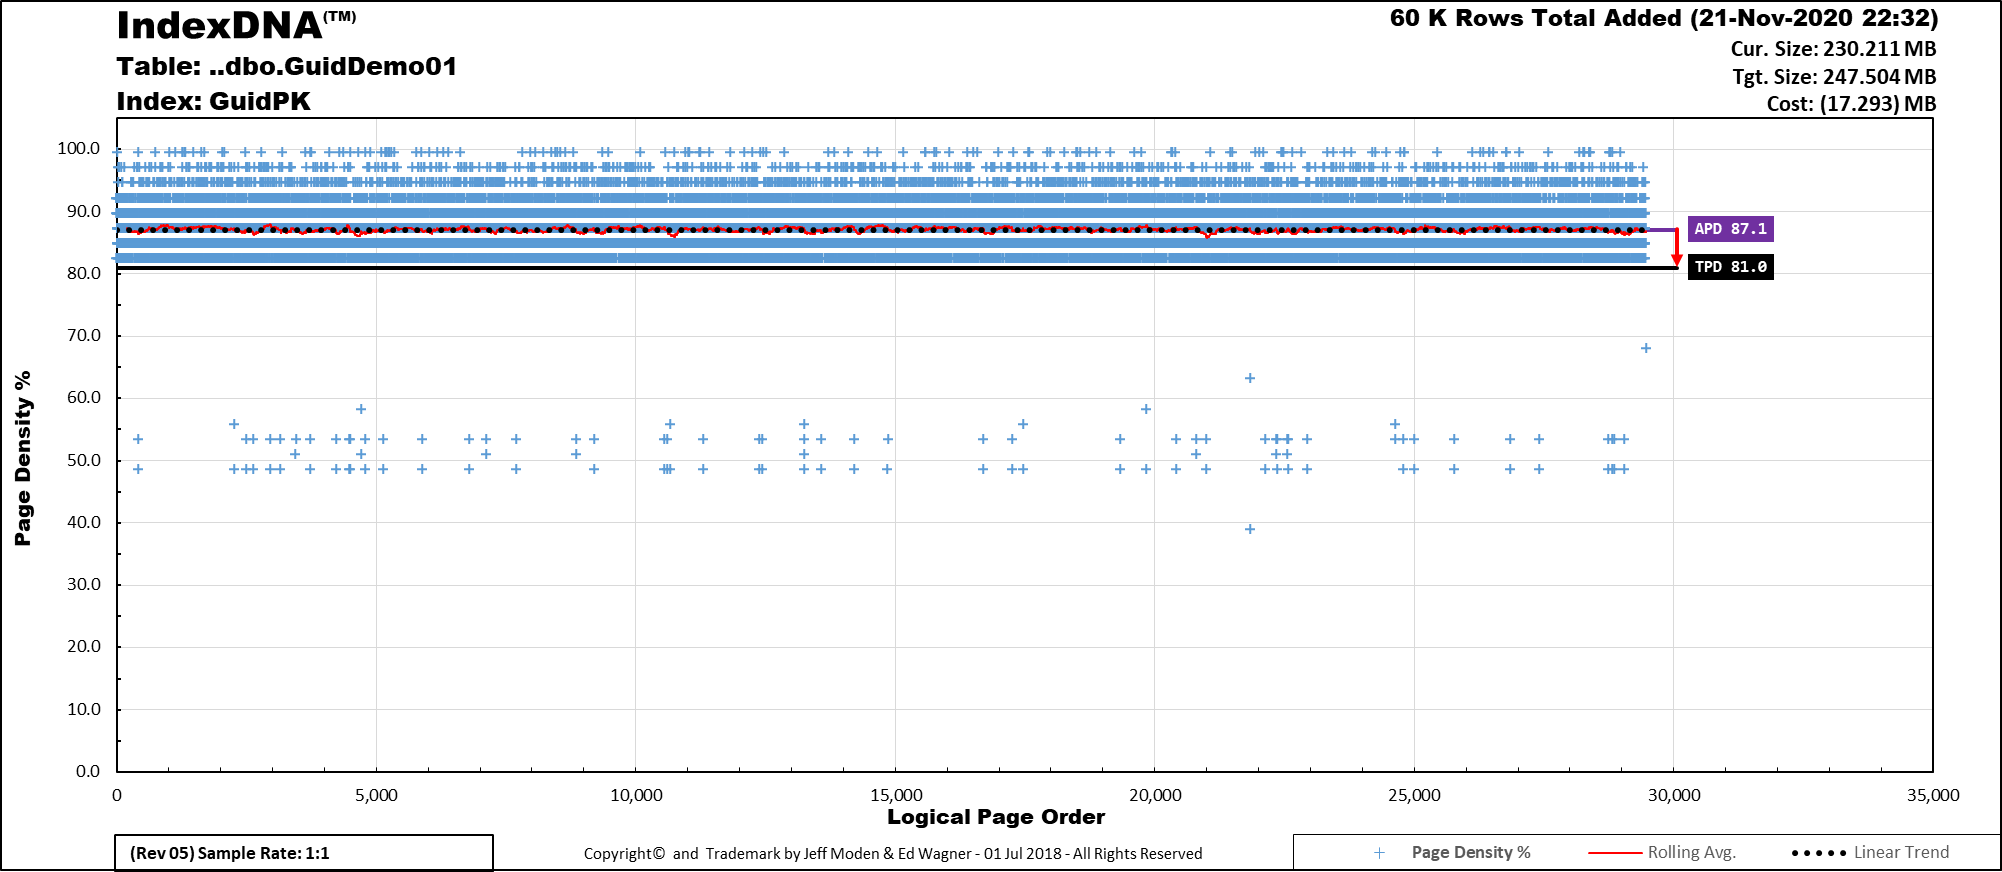 IndexDNA(TM)
Table: ..dbo.GuidDemo01
Index: GuidPK
60 K Rows Total Added (21-Nov-2020 22:32)
Cur. Size: 230.211 MB
Tgt. Size: 247.504 MB
Cost: (17.293) MB
100.0
90.0
80.0
70.0
60.0
50.0
40.0
30.0
20.0
10.0
0.0
Page Density %
APD 87.1
TPD 81.0
0
5,000
10,000
15,000
20,000
25,000
30,000
35,000
Logical Page Order
(Rev 05) Sample Rate: 1:1
Copyright© and Trademark by Jeff Moden & Ed Wagner - 01 Jul 2018 - All Rights Reserved
Page Density %
Rolling Avg.
Linear Trend